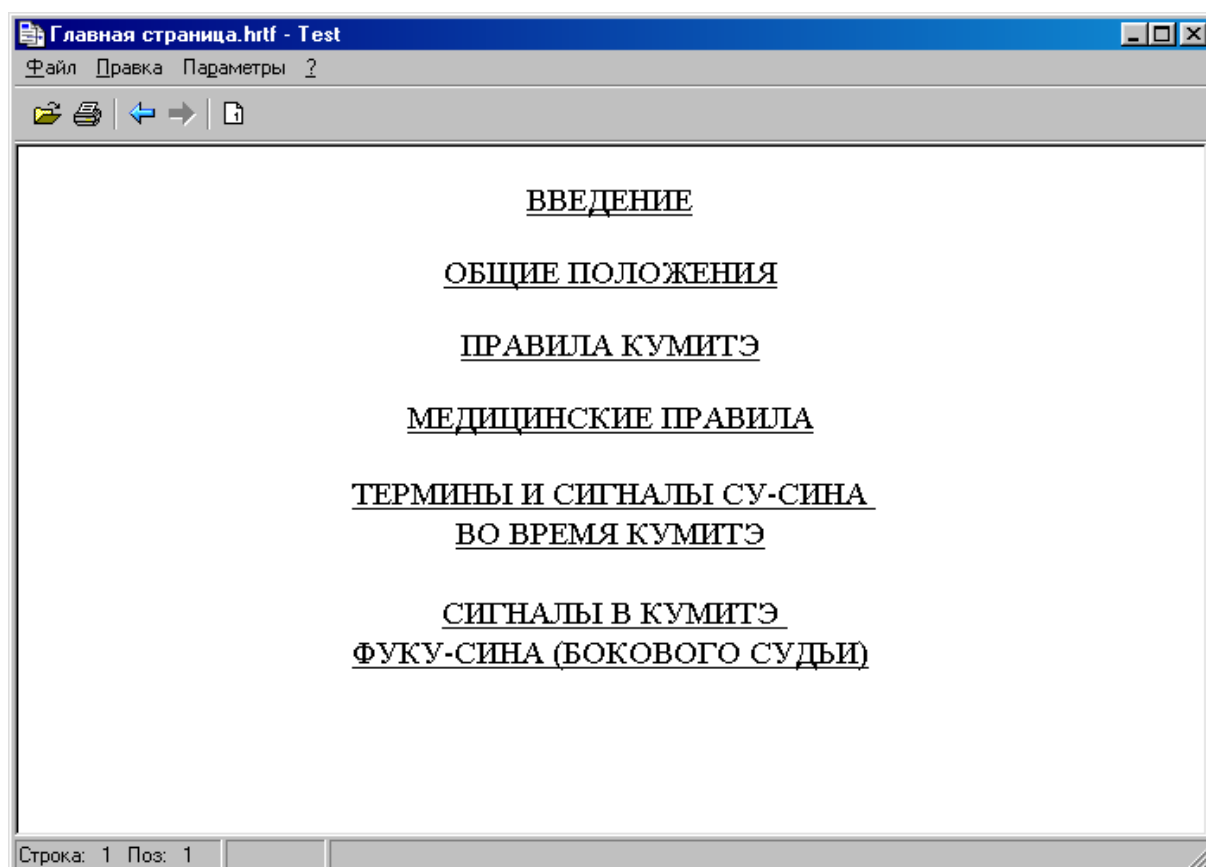 Главная страница.hrtf - Test
Файл Правка Параметры ?
ВВЕДЕНИЕ
ОБЩИЕ ПОЛОЖЕНИЯ
ПРАВИЛА КУМИТЭ
МЕДИЦИНСКИЕ ПРАВИЛА
ТЕРМИНЫ И СИГНАЛЫ СУ-СИНА
ВО ВРЕМЯ КУМИТЭ
СИГНАЛЫ В КУМИТЭ
ФУКУ-СИНА (БОКОВОГО СУДЬИ)
Строка: 1 Поз: 1